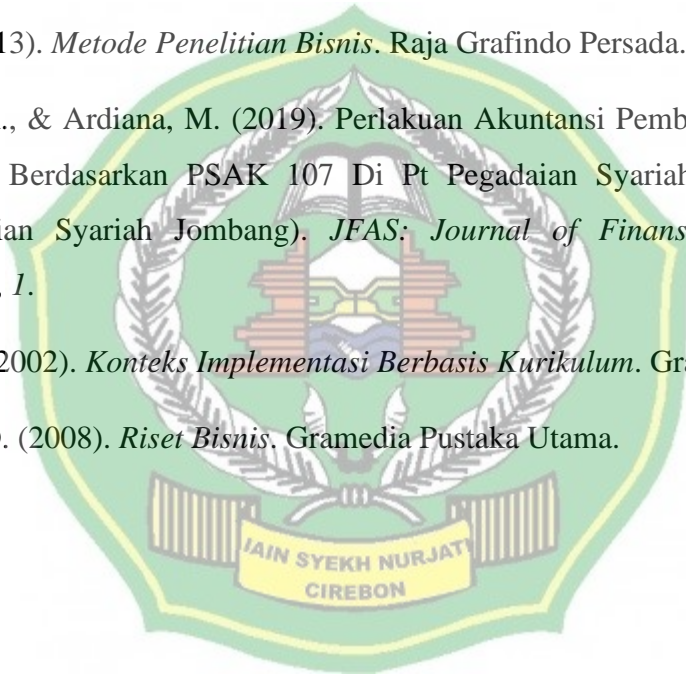 13). Metode Penelitian Bisnis. Raja Grafindo Persada.
., & Ardiana, M. (2019). Perlakuan Akuntansi Pemb
Berdasarkan PSAK 107 Di Pt Pegadaian Syariah
ian Syariah Jombang). JFAS: Journal of Finans
, 1.
2002). Konteks Implementasi Berbasis Kurikulum. Gra
. (2008). Riset Bisnis. Gramedia Pustaka Utama.
IAIN SYEKH NURJATI
CIREBON